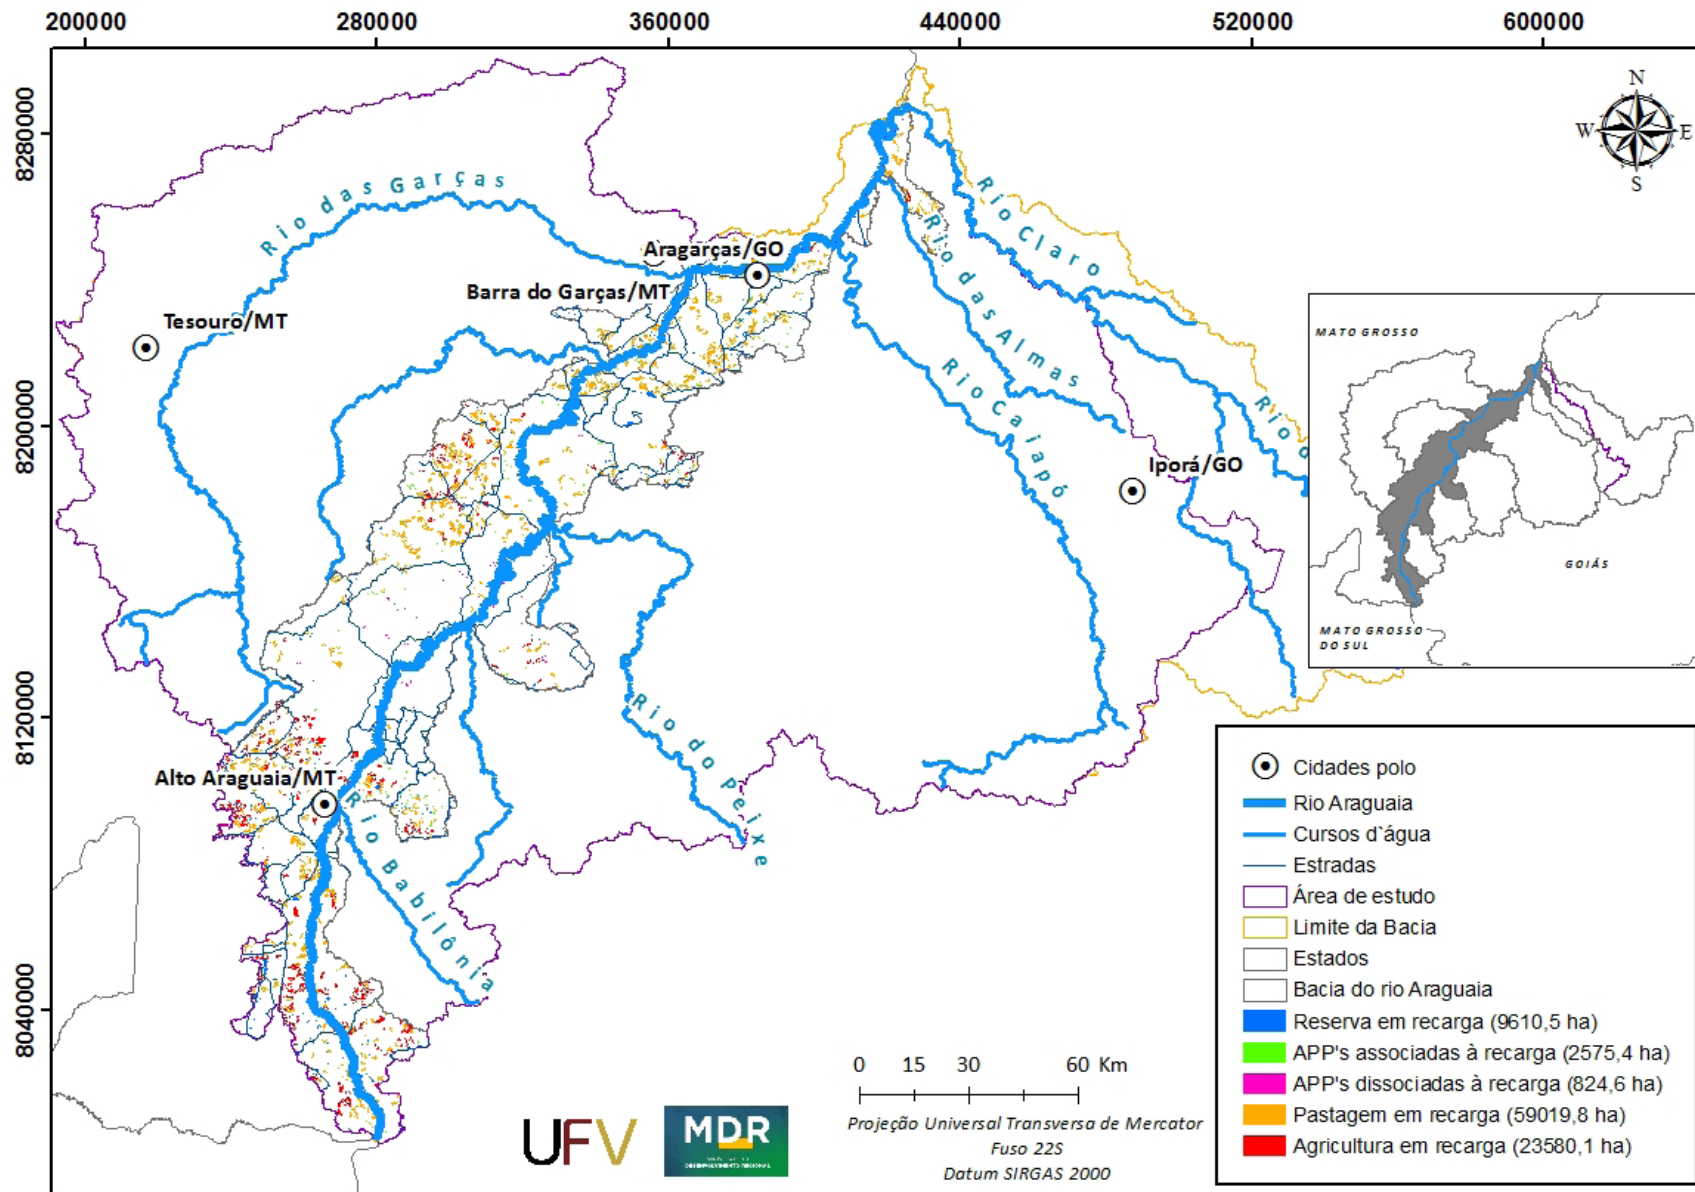 200000
280000
360000
440000
520000
600000
8280000
8200000
8120000
8040000
N
W
E
S
Rio das Garças
Rio Claro
Rio das Almas
Rio Caiapó
Rio
Rio do Peixe
Rio Babilônia
Aragarças/GO
Barra do Garças/MT
Tesouro/MT
Iporá/GO
Alto Araguaia/MT
MATO GROSSO
GOIÁS
MATO GROSSO
DO SUL
Cidades polo
Rio Araguaia
Cursos d`água
Estradas
Área de estudo
Limite da Bacia
Estados
Bacia do rio Araguaia
Reserva em recarga (9610,5 ha)
APP's associadas à recarga (2575,4 ha)
APP's dissociadas à recarga (824,6 ha)
Pastagem em recarga (59019,8 ha)
Agricultura em recarga (23580,1 ha)
0 15 30 60 Km
Projeção Universal Transversa de Mercator
Fuso 22S
Datum SIRGAS 2000
UFV
MDR
DESENVOLVIMENTO REGIONAL